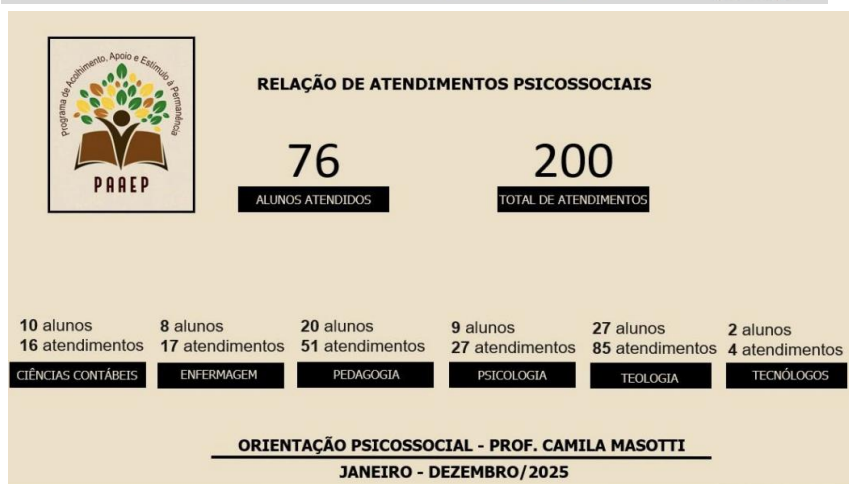 Programa de Acolhimento, Apoio e Estímulo à Permanência
PAAEP
RELAÇÃO DE ATENDIMENTOS PSICOSSOCIAIS
76
ALUNOS ATENDIDOS
200
TOTAL DE ATENDIMENTOS
10 alunos
16 atendimentos
CIÊNCIAS CONTÁBEIS
8 alunos
17 atendimentos
ENFERMAGEM
20 alunos
51 atendimentos
PEDAGOGIA
9 alunos
27 atendimentos
PSICOLOGIA
27 alunos
85 atendimentos
TEOLOGIA
2 alunos
4 atendimentos
TECNÓLOGOS
ORIENTAÇÃO PSICOSSOCIAL - PROF. CAMILA MASOTTI
JANEIRO - DEZEMBRO/2025